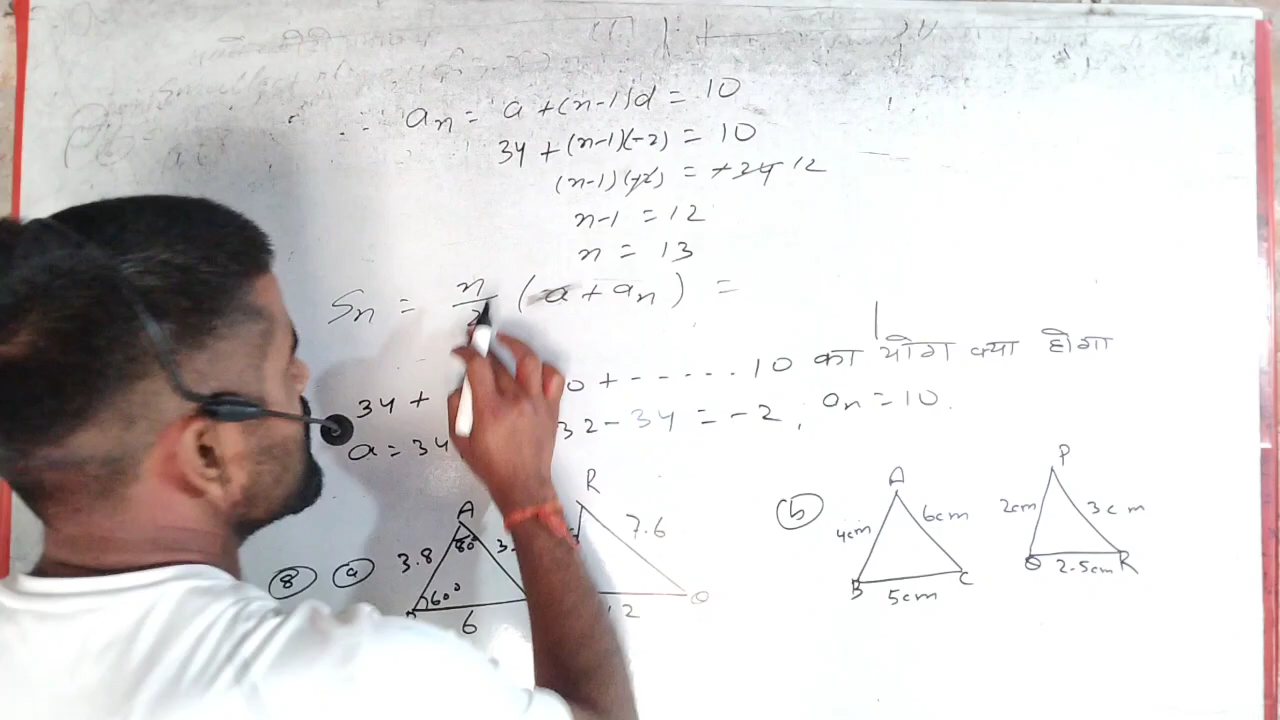 an = a + (n-1)d = 10
34 + (n-1)(-2) = 10
(n-1)(-2) = +34 12
n-1 = 12
n = 13
Sn = n/2 (a + an) =
34 + 0 + - - - - - . . 10 का योग क्या होगा
a = 34 32 - 34 = -2 , an = 10.
8 a
A
3.8 80° 3.
60°
6
R
7.6
Q
12
b
A
4cm 6cm
B C
5cm
P
2cm 3cm
Q R
2.5cm